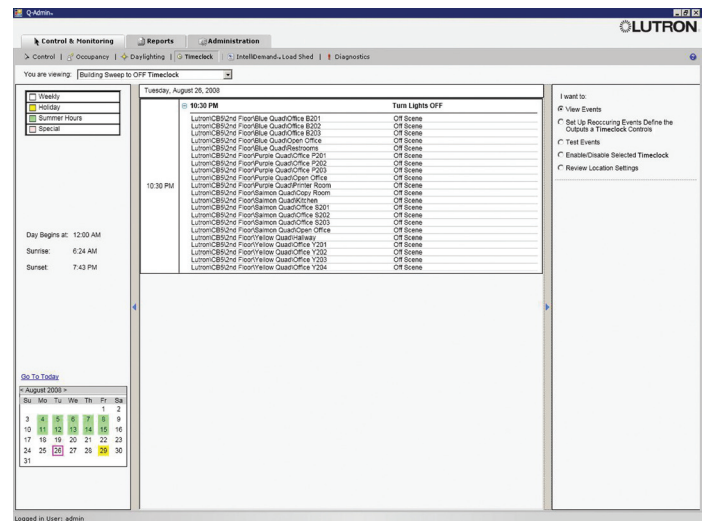 Q-Admin™
LUTRON
Control & Monitoring
Reports
Administration
Control | Occupancy | Daylighting | Timeclock | IntelliDemand™ Load Shed | Diagnostics
You are viewing: Building Sweep to OFF Timeclock
Weekly
Holiday
Summer Hours
Special
Day Begins at: 12:00 AM
Sunrise: 6:24 AM
Sunset: 7:43 PM
Go To Today
< August 2008 >
Su Mo Tu We Th Fr Sa
1 2
3 4 5 6 7 8 9
10 11 12 13 14 15 16
17 18 19 20 21 22 23
24 25 26 27 28 29 30
31
Tuesday, August 26, 2008
10:30 PM Turn Lights OFF
10:30 PM
Lutron\CB5\2nd Floor\Blue Quad\Office B201 Off Scene
Lutron\CB5\2nd Floor\Blue Quad\Office B202 Off Scene
Lutron\CB5\2nd Floor\Blue Quad\Office B203 Off Scene
Lutron\CB5\2nd Floor\Blue Quad\Open Office Off Scene
Lutron\CB5\2nd Floor\Blue Quad\Restrooms Off Scene
Lutron\CB5\2nd Floor\Purple Quad\Office P201 Off Scene
Lutron\CB5\2nd Floor\Purple Quad\Office P202 Off Scene
Lutron\CB5\2nd Floor\Purple Quad\Office P203 Off Scene
Lutron\CB5\2nd Floor\Purple Quad\Open Office Off Scene
Lutron\CB5\2nd Floor\Purple Quad\Printer Room Off Scene
Lutron\CB5\2nd Floor\Salmon Quad\Copy Room Off Scene
Lutron\CB5\2nd Floor\Salmon Quad\Kitchen Off Scene
Lutron\CB5\2nd Floor\Salmon Quad\Office S201 Off Scene
Lutron\CB5\2nd Floor\Salmon Quad\Office S202 Off Scene
Lutron\CB5\2nd Floor\Salmon Quad\Office S203 Off Scene
Lutron\CB5\2nd Floor\Salmon Quad\Open Office Off Scene
Lutron\CB5\2nd Floor\Yellow Quad\Hallway Off Scene
Lutron\CB5\2nd Floor\Yellow Quad\Office Y201 Off Scene
Lutron\CB5\2nd Floor\Yellow Quad\Office Y202 Off Scene
Lutron\CB5\2nd Floor\Yellow Quad\Office Y203 Off Scene
Lutron\CB5\2nd Floor\Yellow Quad\Office Y204 Off Scene
I want to:
View Events
Set Up Reoccuring Events Define the
Outputs a Timeclock Controls
Test Events
Enable/Disable Selected Timeclock
Review Location Settings
Logged in User: admin